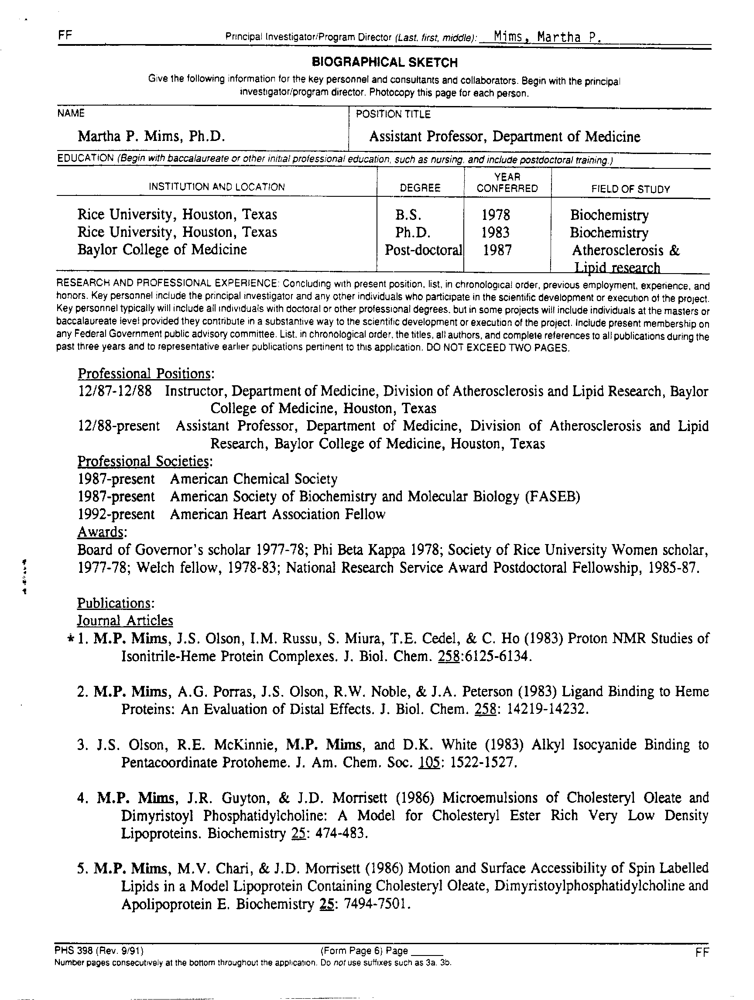 FF Principal Investigator/Program Director (Last, first, middle): Mims, Martha P.
BIOGRAPHICAL SKETCH
Give the following information for the key personnel and consultants and collaborators. Begin with the principal
investigator/program director. Photocopy this page for each person.
NAME POSITION TITLE
Martha P. Mims, Ph.D. Assistant Professor, Department of Medicine
EDUCATION (Begin with baccalaureate or other initial professional education, such as nursing, and include postdoctoral training.)
INSTITUTION AND LOCATION DEGREE YEAR CONFERRED FIELD OF STUDY
Rice University, Houston, Texas B.S. 1978 Biochemistry
Rice University, Houston, Texas Ph.D. 1983 Biochemistry
Baylor College of Medicine Post-doctoral 1987 Atherosclerosis &
Lipid research
RESEARCH AND PROFESSIONAL EXPERIENCE: Concluding with present position, list, in chronological order, previous employment, experience, and
honors. Key personnel include the principal investigator and any other individuals who participate in the scientific development or execution of the project.
Key personnel typically will include all individuals with doctoral or other professional degrees, but in some projects will include individuals at the masters or
baccalaureate level provided they contribute in a substantive way to the scientific development or execution of the project. Include present membership on
any Federal Government public advisory committee. List, in chronological order, the titles, all authors, and complete references to all publications during the
past three years and to representative earlier publications pertinent to this application. DO NOT EXCEED TWO PAGES.
Professional Positions:
12/87-12/88 Instructor, Department of Medicine, Division of Atherosclerosis and Lipid Research, Baylor
College of Medicine, Houston, Texas
12/88-present Assistant Professor, Department of Medicine, Division of Atherosclerosis and Lipid
Research, Baylor College of Medicine, Houston, Texas
Professional Societies:
1987-present American Chemical Society
1987-present American Society of Biochemistry and Molecular Biology (FASEB)
1992-present American Heart Association Fellow
Awards:
Board of Governor's scholar 1977-78; Phi Beta Kappa 1978; Society of Rice University Women scholar,
1977-78; Welch fellow, 1978-83; National Research Service Award Postdoctoral Fellowship, 1985-87.
Publications:
Journal Articles
*1. M.P. Mims, J.S. Olson, I.M. Russu, S. Miura, T.E. Cedel, & C. Ho (1983) Proton NMR Studies of
Isonitrile-Heme Protein Complexes. J. Biol. Chem. 258:6125-6134.
2. M.P. Mims, A.G. Porras, J.S. Olson, R.W. Noble, & J.A. Peterson (1983) Ligand Binding to Heme
Proteins: An Evaluation of Distal Effects. J. Biol. Chem. 258: 14219-14232.
3. J.S. Olson, R.E. McKinnie, M.P. Mims, and D.K. White (1983) Alkyl Isocyanide Binding to
Pentacoordinate Protoheme. J. Am. Chem. Soc. 105: 1522-1527.
4. M.P. Mims, J.R. Guyton, & J.D. Morrisett (1986) Microemulsions of Cholesteryl Oleate and
Dimyristoyl Phosphatidylcholine: A Model for Cholesteryl Ester Rich Very Low Density
Lipoproteins. Biochemistry 25: 474-483.
5. M.P. Mims, M.V. Chari, & J.D. Morrisett (1986) Motion and Surface Accessibility of Spin Labelled
Lipids in a Model Lipoprotein Containing Cholesteryl Oleate, Dimyristoylphosphatidylcholine and
Apolipoprotein E. Biochemistry 25: 7494-7501.
PHS 398 (Rev. 9/91) (Form Page 6) Page ______ FF
Number pages consecutively at the bottom throughout the application. Do not use suffixes such as 3a, 3b.